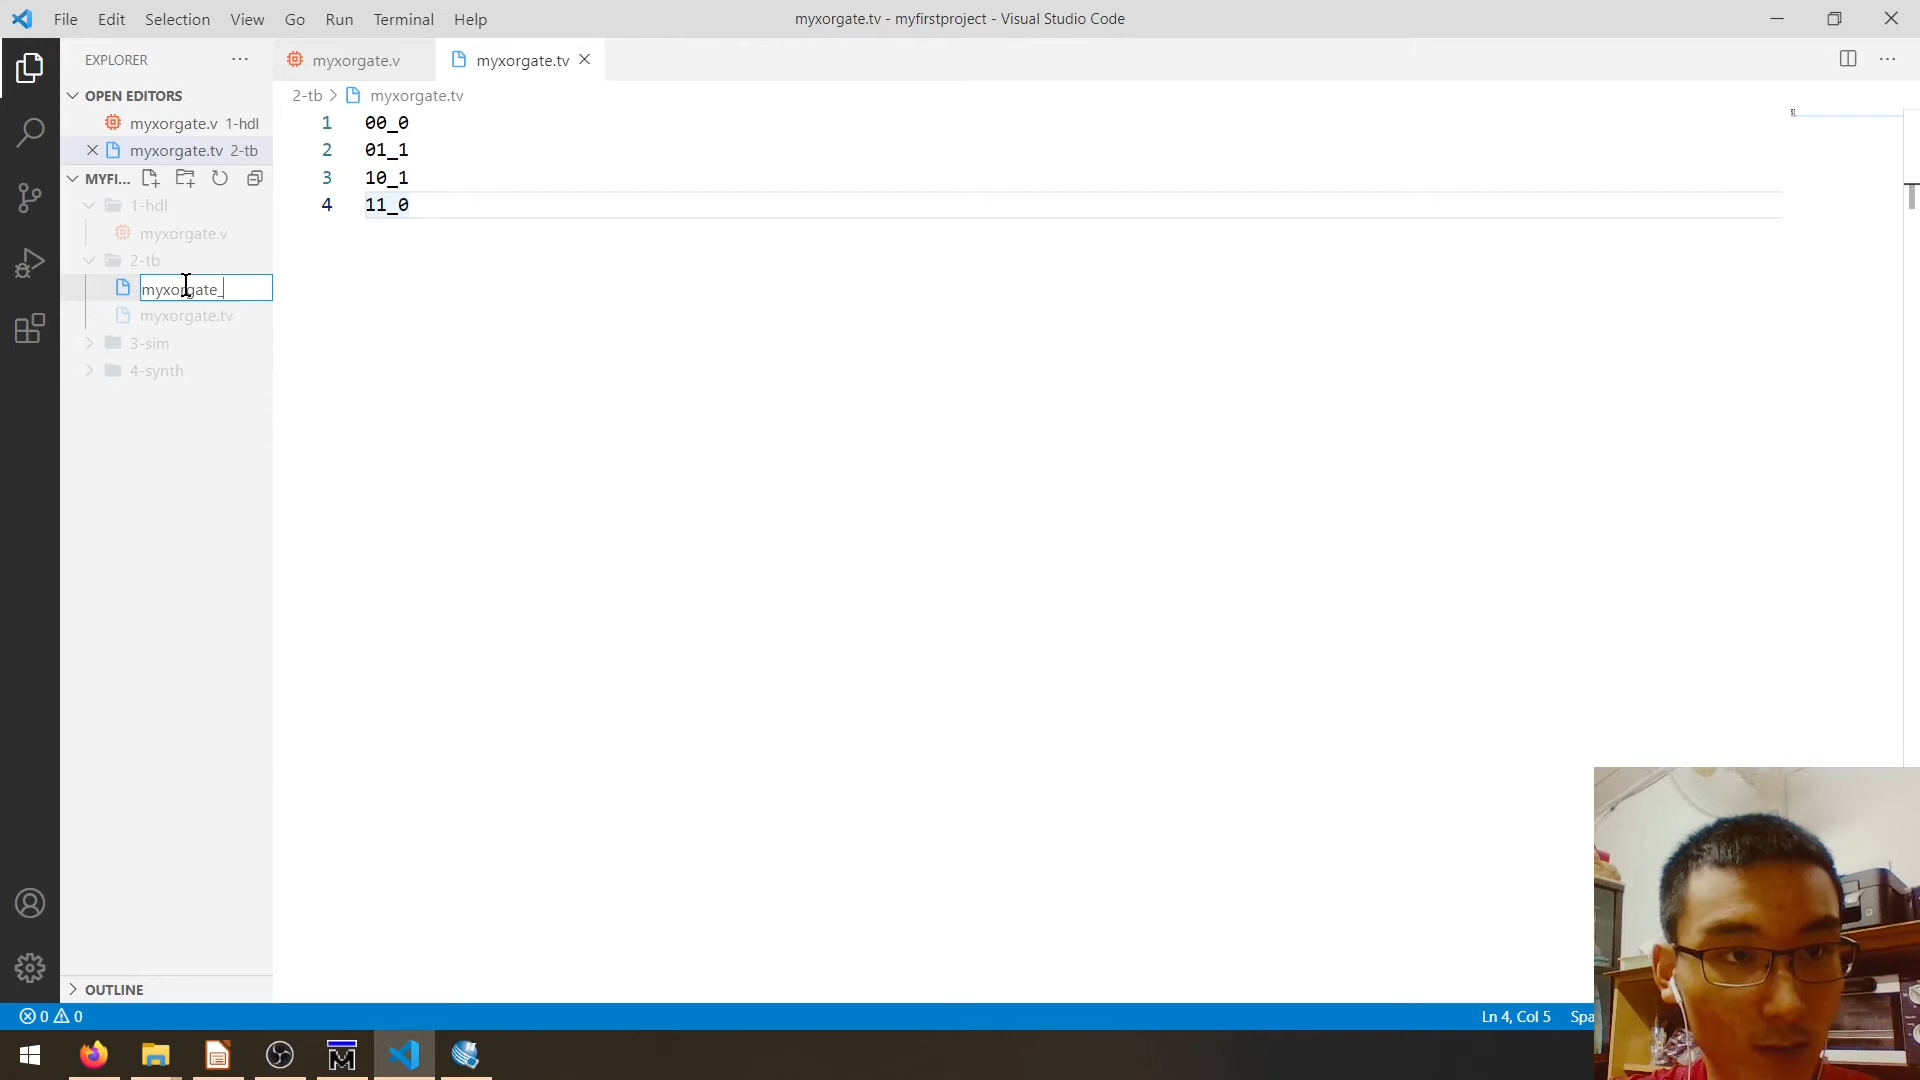 File Edit Selection View Go Run Terminal Help
myxorgate.tv - myfirstproject - Visual Studio Code
EXPLORER
myxorgate.v
myxorgate.tv
OPEN EDITORS
2-tb > myxorgate.tv
myxorgate.v 1-hdl
myxorgate.tv 2-tb
MYFI...
1-hdl
myxorgate.v
2-tb
myxorgate_
myxorgate.tv
3-sim
4-synth
1 00_0
2 01_1
3 10_1
4 11_0
OUTLINE
0 0
Ln 4, Col 5
Spa